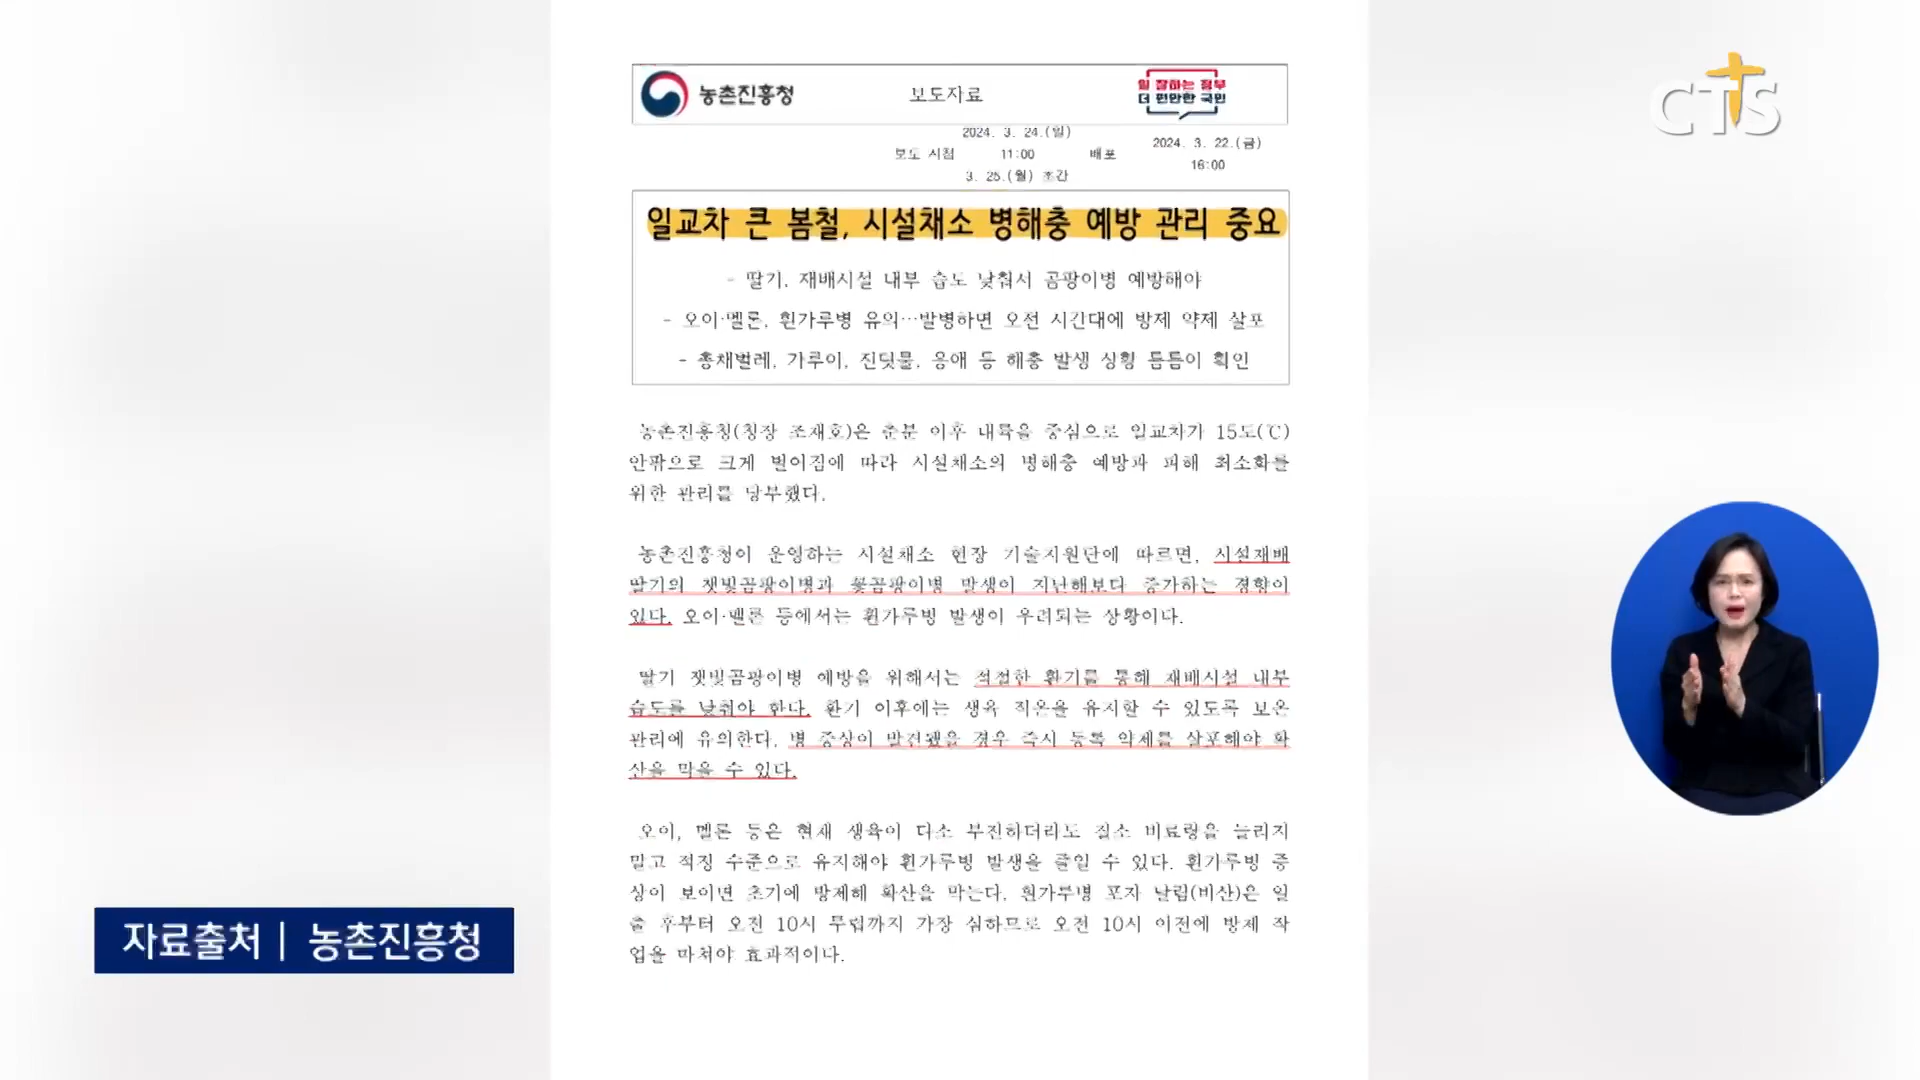 CTS
농촌진흥청 보도자료 일 잘하는 정부
더 편안한 국민
보도 시점 2024. 3. 24.(일) 11:00 배포 2024. 3. 22.(금) 16:00
3. 25.(월) 조간
일교차 큰 봄철, 시설채소 병해충 예방 관리 중요
- 딸기, 재배시설 내부 습도 낮춰서 곰팡이병 예방해야
- 오이·멜론, 흰가루병 유의…발병하면 오전 시간대에 방제 약제 살포
- 총채벌레, 가루이, 진딧물, 응애 등 해충 발생 상황 틈틈이 확인
농촌진흥청(청장 조재호)은 춘분 이후 내륙을 중심으로 일교차가 15도(℃)
안팎으로 크게 벌어짐에 따라 시설채소의 병해충 예방과 피해 최소화를
위한 관리를 당부했다.
농촌진흥청이 운영하는 시설채소 현장 기술지원단에 따르면, 시설재배
딸기의 잿빛곰팡이병과 꽃곰팡이병 발생이 지난해보다 증가하는 경향이
있다. 오이·멜론 등에서는 흰가루병 발생이 우려되는 상황이다.
딸기 잿빛곰팡이병 예방을 위해서는 적절한 환기를 통해 재배시설 내부
습도를 낮춰야 한다. 환기 이후에는 생육 적온을 유지할 수 있도록 보온
관리에 유의한다. 병 증상이 발견됐을 경우 즉시 등록 약제를 살포해야 확
산을 막을 수 있다.
오이, 멜론 등은 현재 생육이 다소 부진하더라도 질소 비료량을 늘리지
말고 적정 수준으로 유지해야 흰가루병 발생을 줄일 수 있다. 흰가루병 증
상이 보이면 초기에 방제해 확산을 막는다. 흰가루병 포자 날림(비산)은 일
출 후부터 오전 10시 무렵까지 가장 심하므로 오전 10시 이전에 방제 작
업을 마쳐야 효과적이다.
자료출처 | 농촌진흥청